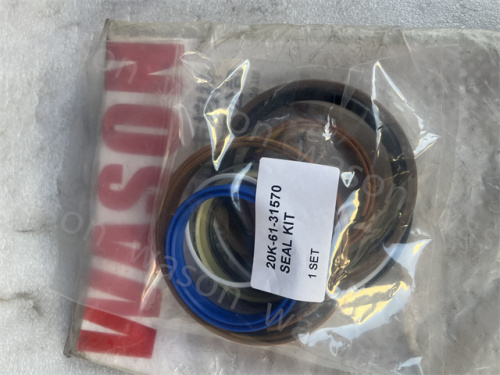 WASON
20K-61-31570
SEAL KIT
1 SET